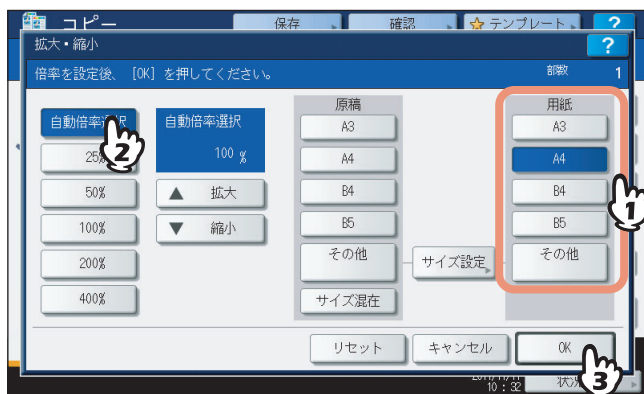 コピー
保存
確認
テンプレート
?
拡大・縮小
?
倍率を設定後、[OK] を押してください。
部数 1
自動倍率選択
25%
50%
100%
200%
400%
自動倍率選択
100 %
▲ 拡大
▼ 縮小
原稿
A3
A4
B4
B5
その他
サイズ混在
サイズ設定
用紙
A3
A4
B4
B5
その他
1
2
リセット
キャンセル
OK
3
10：32